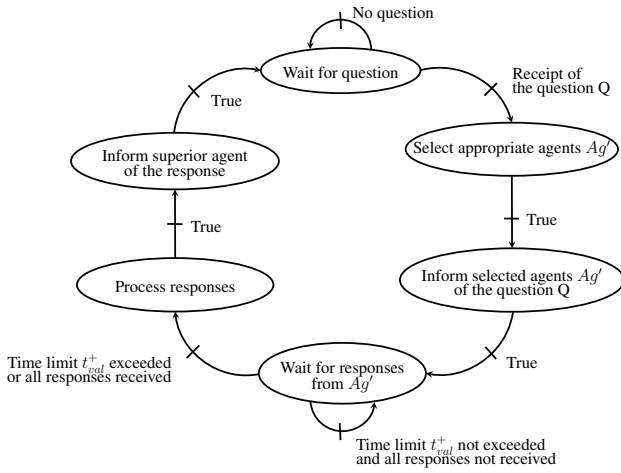 No question
Wait for question
Receipt of
the question Q
True
Inform superior agent
of the response
Select appropriate agents Ag′
True
True
Process responses
Inform selected agents Ag′
of the question Q
Time limit t⁺val exceeded
or all responses received
Wait for responses
from Ag′
True
Time limit t⁺val not exceeded
and all responses not received